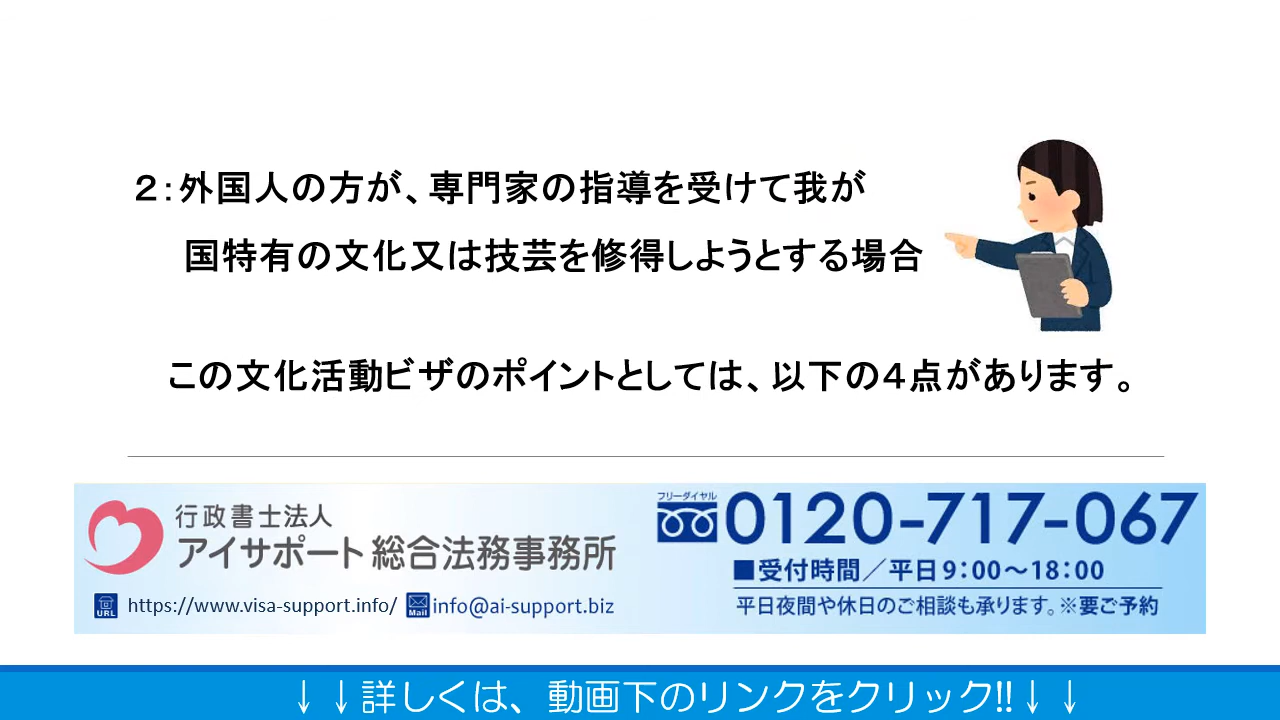 ２：外国人の方が、専門家の指導を受けて我が
国特有の文化又は技芸を修得しようとする場合
この文化活動ビザのポイントとしては、以下の４点があります。
行政書士法人
アイサポート 総合法務事務所
URL https://www.visa-support.info/ Mail info@ai-support.biz
フリーダイヤル
0120-717-067
■受付時間／平日9：00～18：00
平日夜間や休日のご相談も承ります。※要ご予約
↓↓詳しくは、動画下のリンクをクリック!!↓↓